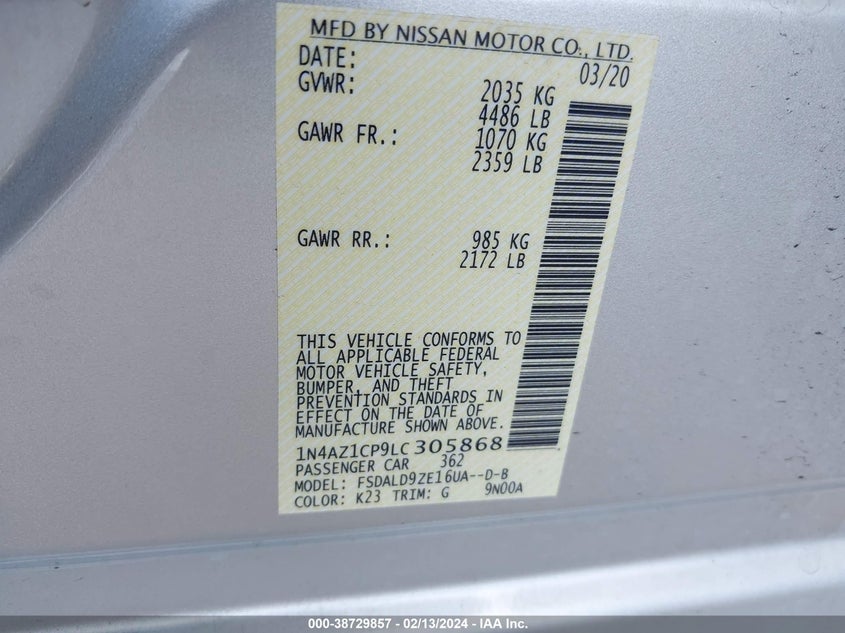 MFD BY NISSAN MOTOR CO., LTD.
DATE: 03/20
GVWR: 2035 KG
4486 LB
GAWR FR.: 1070 KG
2359 LB
GAWR RR.: 985 KG
2172 LB
THIS VEHICLE CONFORMS TO
ALL APPLICABLE FEDERAL
MOTOR VEHICLE SAFETY,
BUMPER, AND THEFT
PREVENTION STANDARDS IN
EFFECT ON THE DATE OF
MANUFACTURE SHOWN ABOVE.
1N4AZ1CP9LC305868
PASSENGER CAR 362
MODEL: FSDALD9ZE16UA--D-B
COLOR: K23 TRIM: G 9N00A
000-38729857 - 02/13/2024 - IAA Inc.